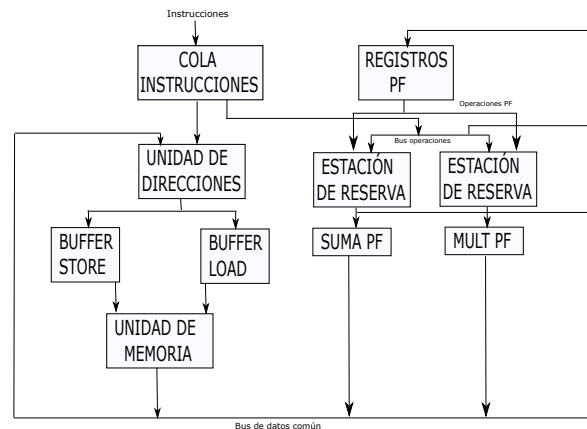 Instrucciones
COLA
INSTRUCCIONES
REGISTROS
PF
Operaciones PF
Bus operaciones
UNIDAD DE
DIRECCIONES
ESTACIÓN
DE RESERVA
ESTACIÓN
DE RESERVA
BUFFER
STORE
BUFFER
LOAD
SUMA PF
MULT PF
UNIDAD DE
MEMORIA
Bus de datos común